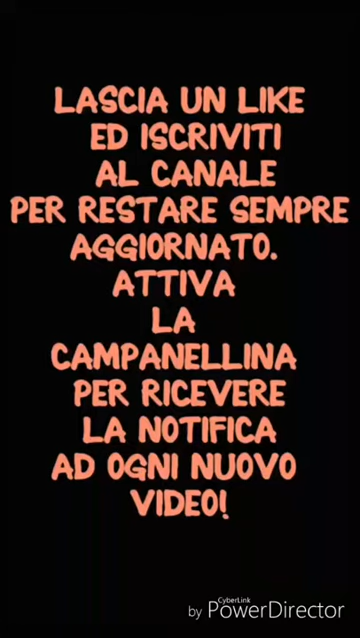 LASCIA UN LIKE
ED ISCRIVITI
AL CANALE
PER RESTARE SEMPRE
AGGIORNATO.
ATTIVA
LA
CAMPANELLINA
PER RICEVERE
LA NOTIFICA
AD OGNI NUOVO
VIDEO!
CyberLink
by PowerDirector